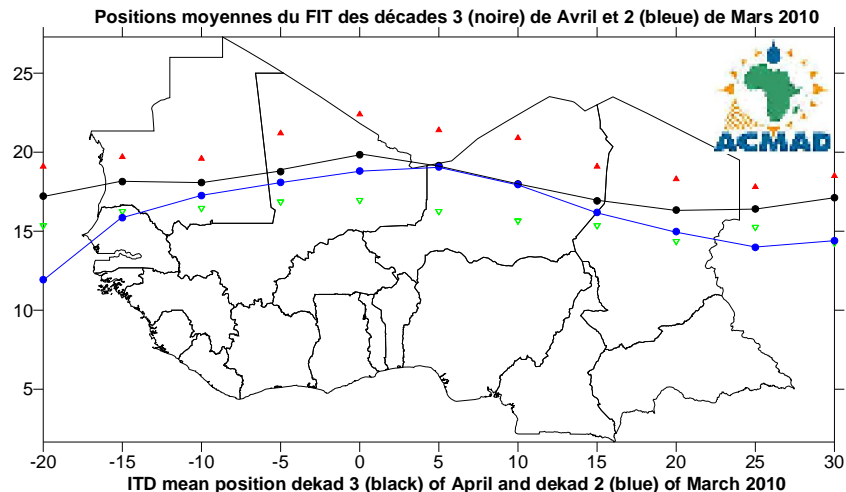 Positions moyennes du FIT des décades 3 (noire) de Avril et 2 (bleue) de Mars 2010
ACMAD
25
20
15
10
5
-20 -15 -10 -5 0 5 10 15 20 25 30
ITD mean position dekad 3 (black) of April and dekad 2 (blue) of March 2010